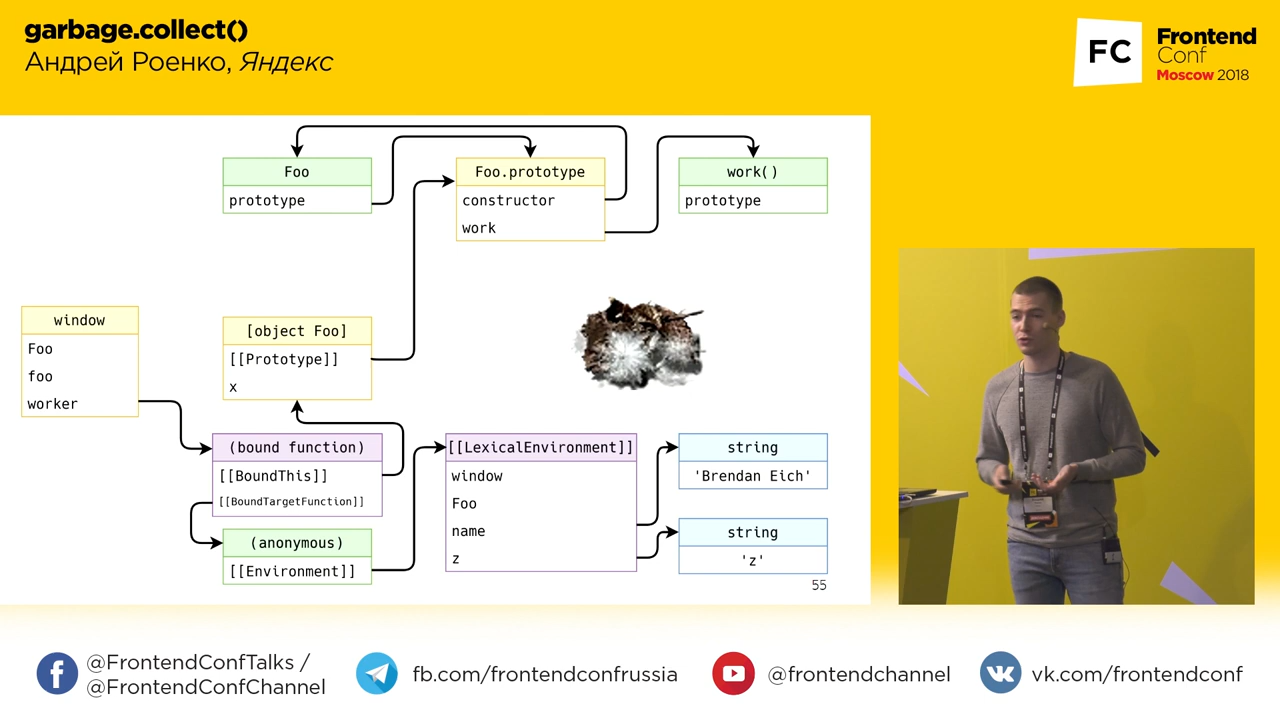 garbage.collect()
Андрей Роенко, Яндекс
FC
Frontend
Conf
Moscow 2018
Foo
prototype
Foo.prototype
constructor
work
work()
prototype
window
Foo
foo
worker
[object Foo]
[[Prototype]]
x
(bound function)
[[BoundThis]]
[[BoundTargetFunction]]
(anonymous)
[[Environment]]
[[LexicalEnvironment]]
window
Foo
name
z
string
'Brendan Eich'
string
'z'
55
@FrontendConfTalks /
@FrontendConfChannel
fb.com/frontendconfrussia
@frontendchannel
vk.com/frontendconf